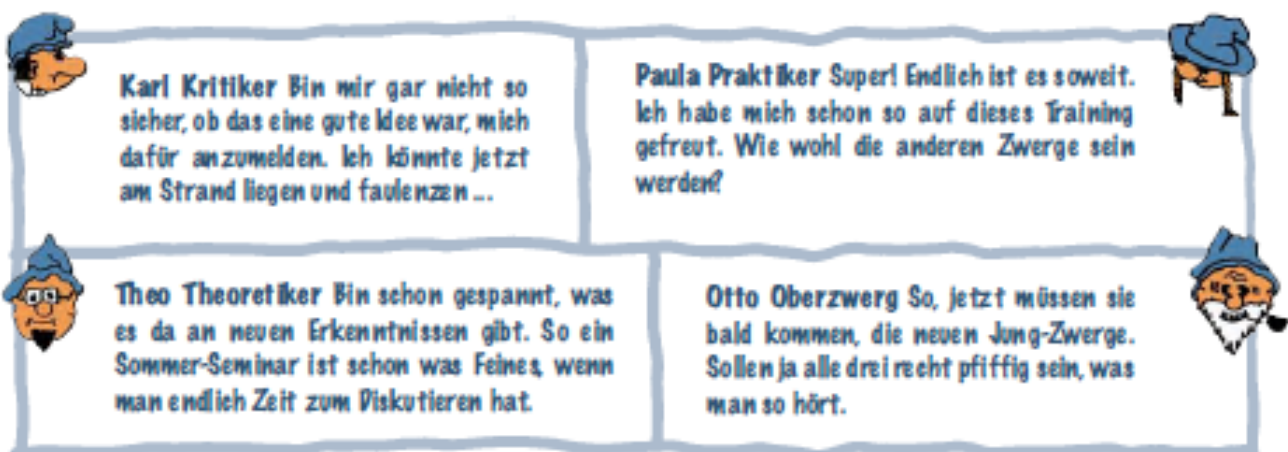 Karl Kritiker Bin mir gar nicht so
sicher, ob das eine gute Idee war, mich
dafür anzumelden. Ich könnte jetzt
am Strand liegen und faulenzen ...
Paula Praktiker Super! Endlich ist es soweit.
Ich habe mich schon so auf dieses Training
gefreut. Wie wohl die anderen Zwerge sein
werden?
Theo Theoretiker Bin schon gespannt, was
es da an neuen Erkenntnissen gibt. So ein
Sommer-Seminar ist schon was Feines, wenn
man endlich Zeit zum Diskutieren hat.
Otto Oberzwerg So, jetzt müssen sie
bald kommen, die neuen Jung-Zwerge.
Sollen ja alle drei recht pfiffig sein, was
man so hört.